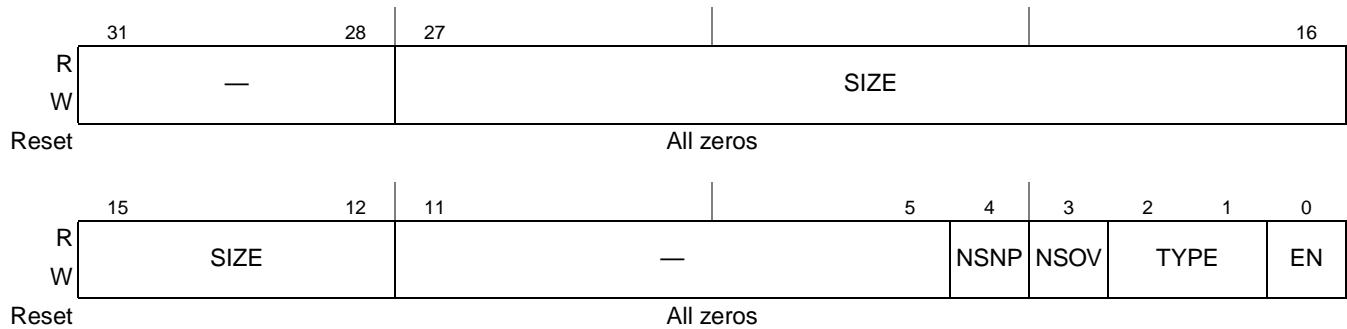 31 28 27 16
R — SIZE
W
Reset All zeros
15 12 11 5 4 3 2 1 0
R SIZE — NSNP NSOV TYPE EN
W
Reset All zeros